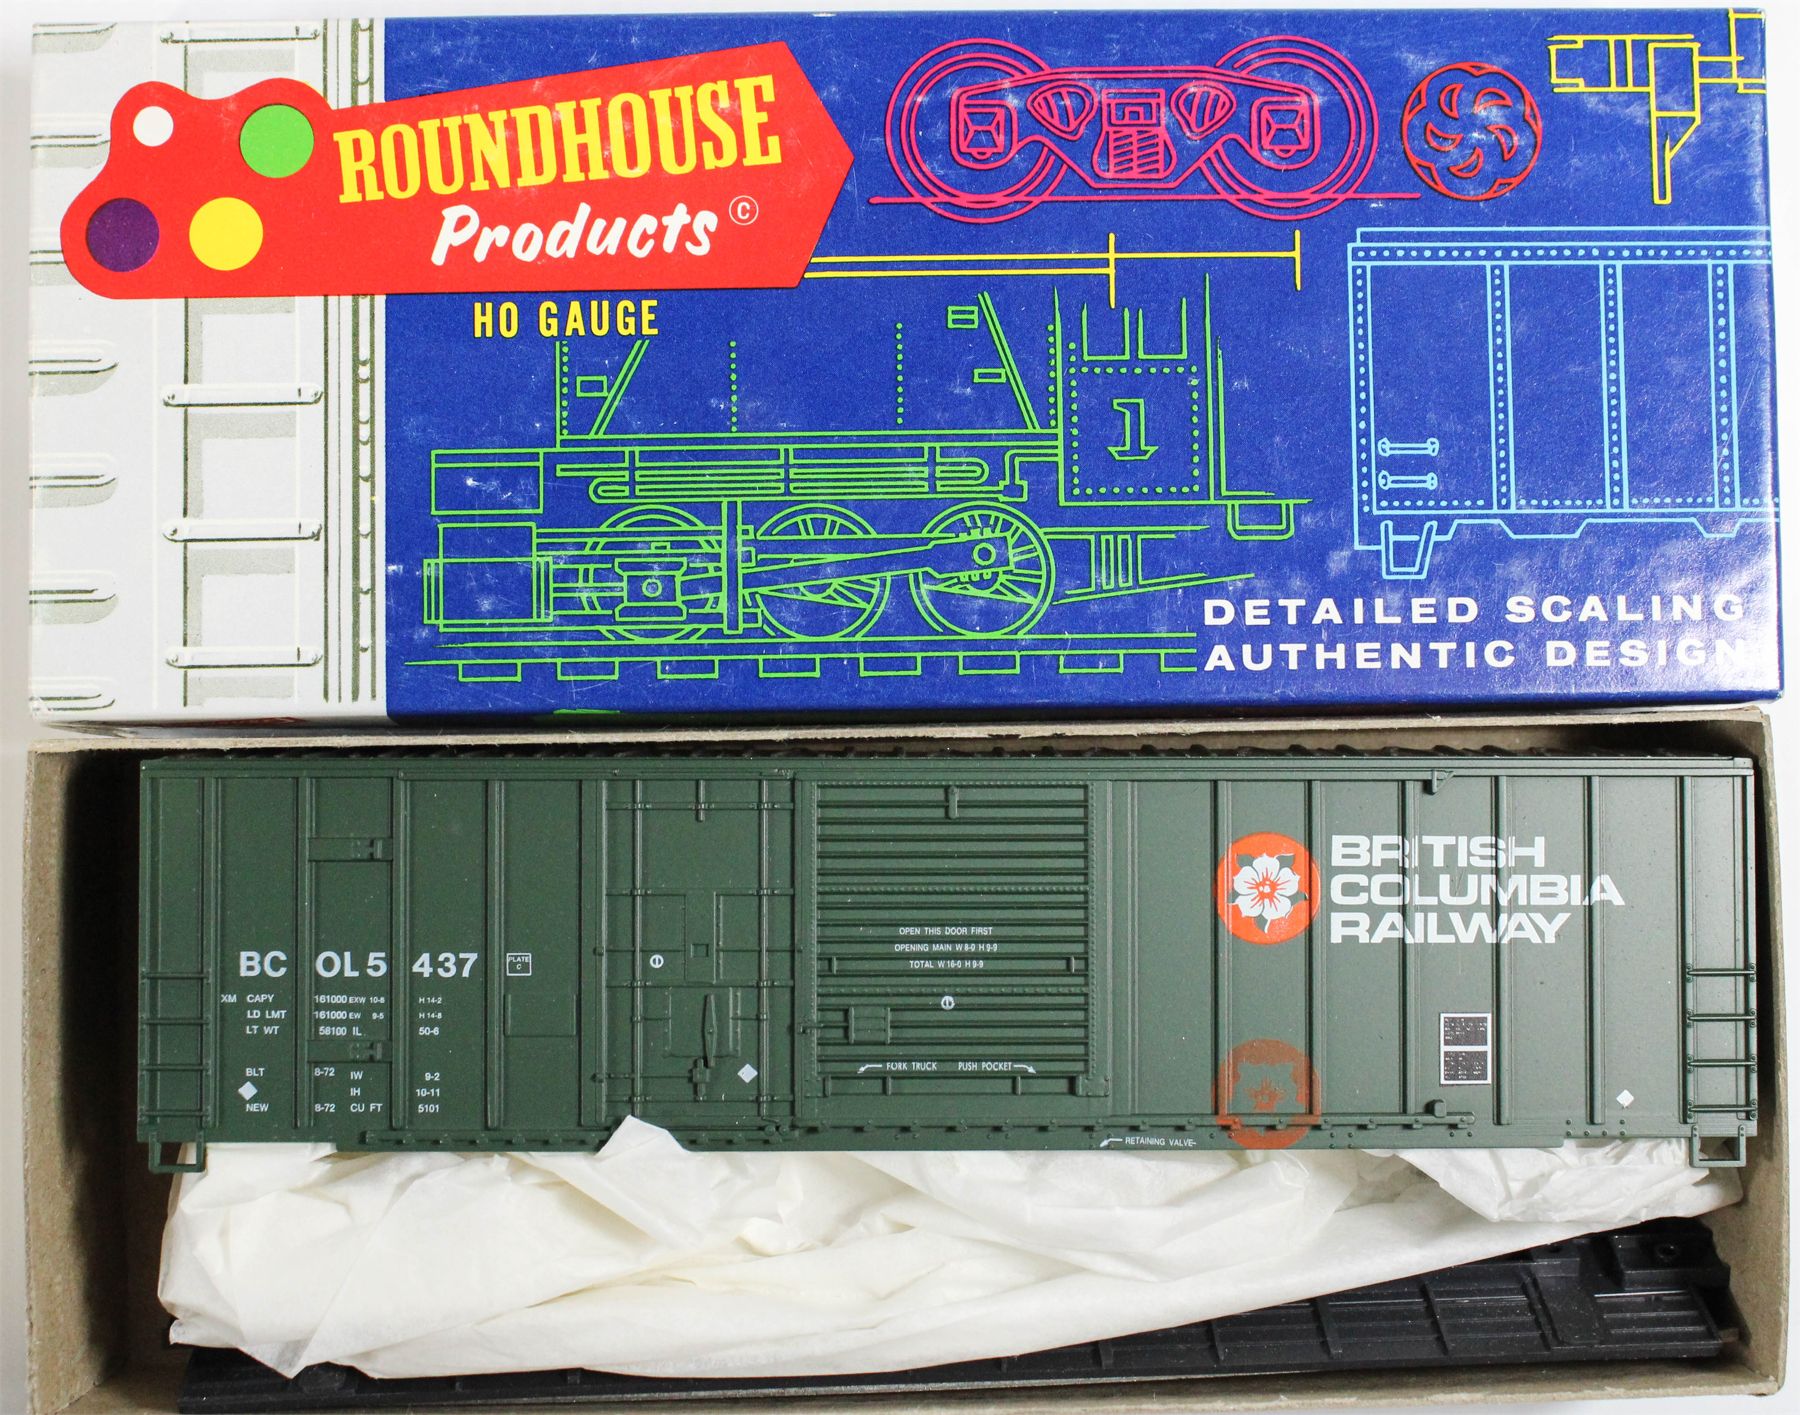 ROUNDHOUSE
Products ©
HO GAUGE
1
DETAILED SCALING
AUTHENTIC DESIGN
BRITISH
COLUMBIA
RAILWAY
OPEN THIS DOOR FIRST
OPENING MAIN W 8-0 H 9-9
TOTAL W 16-0 H 9-9
BCOL5437
PLATE
C
XM CAPY 161000 EXW 10-8 H 14-2
LD LMT 161000 EW 9-5 H 14-8
LT WT 58100 IL 50-6
BLT 8-72 IW 9-2
IH 10-11
NEW 8-72 CU FT 5101
FORK TRUCK PUSH POCKET
RETAINING VALVE